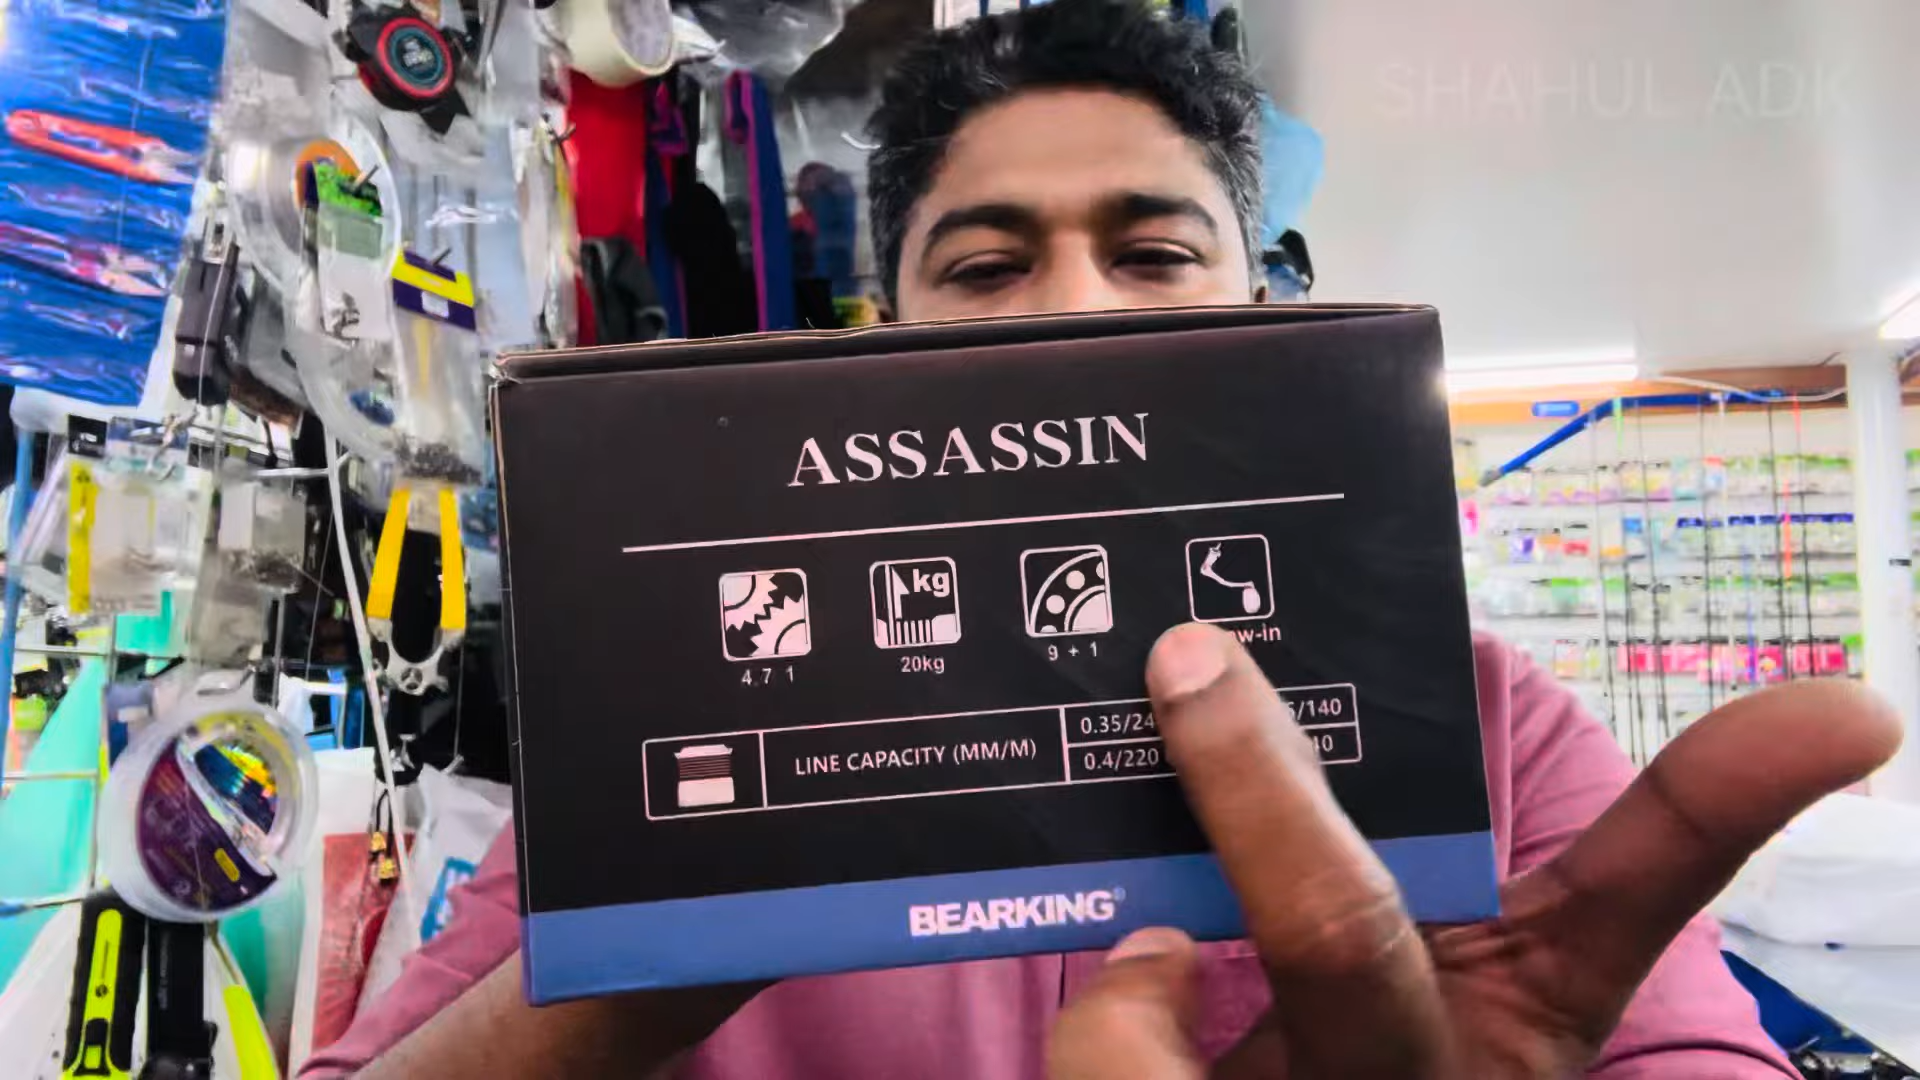 SHAHUL ADK
ASSASSIN
kg
4.7 1
20kg
9 + 1
LINE CAPACITY (MM/M)
0.35/24
/140
0.4/220
BEARKING®